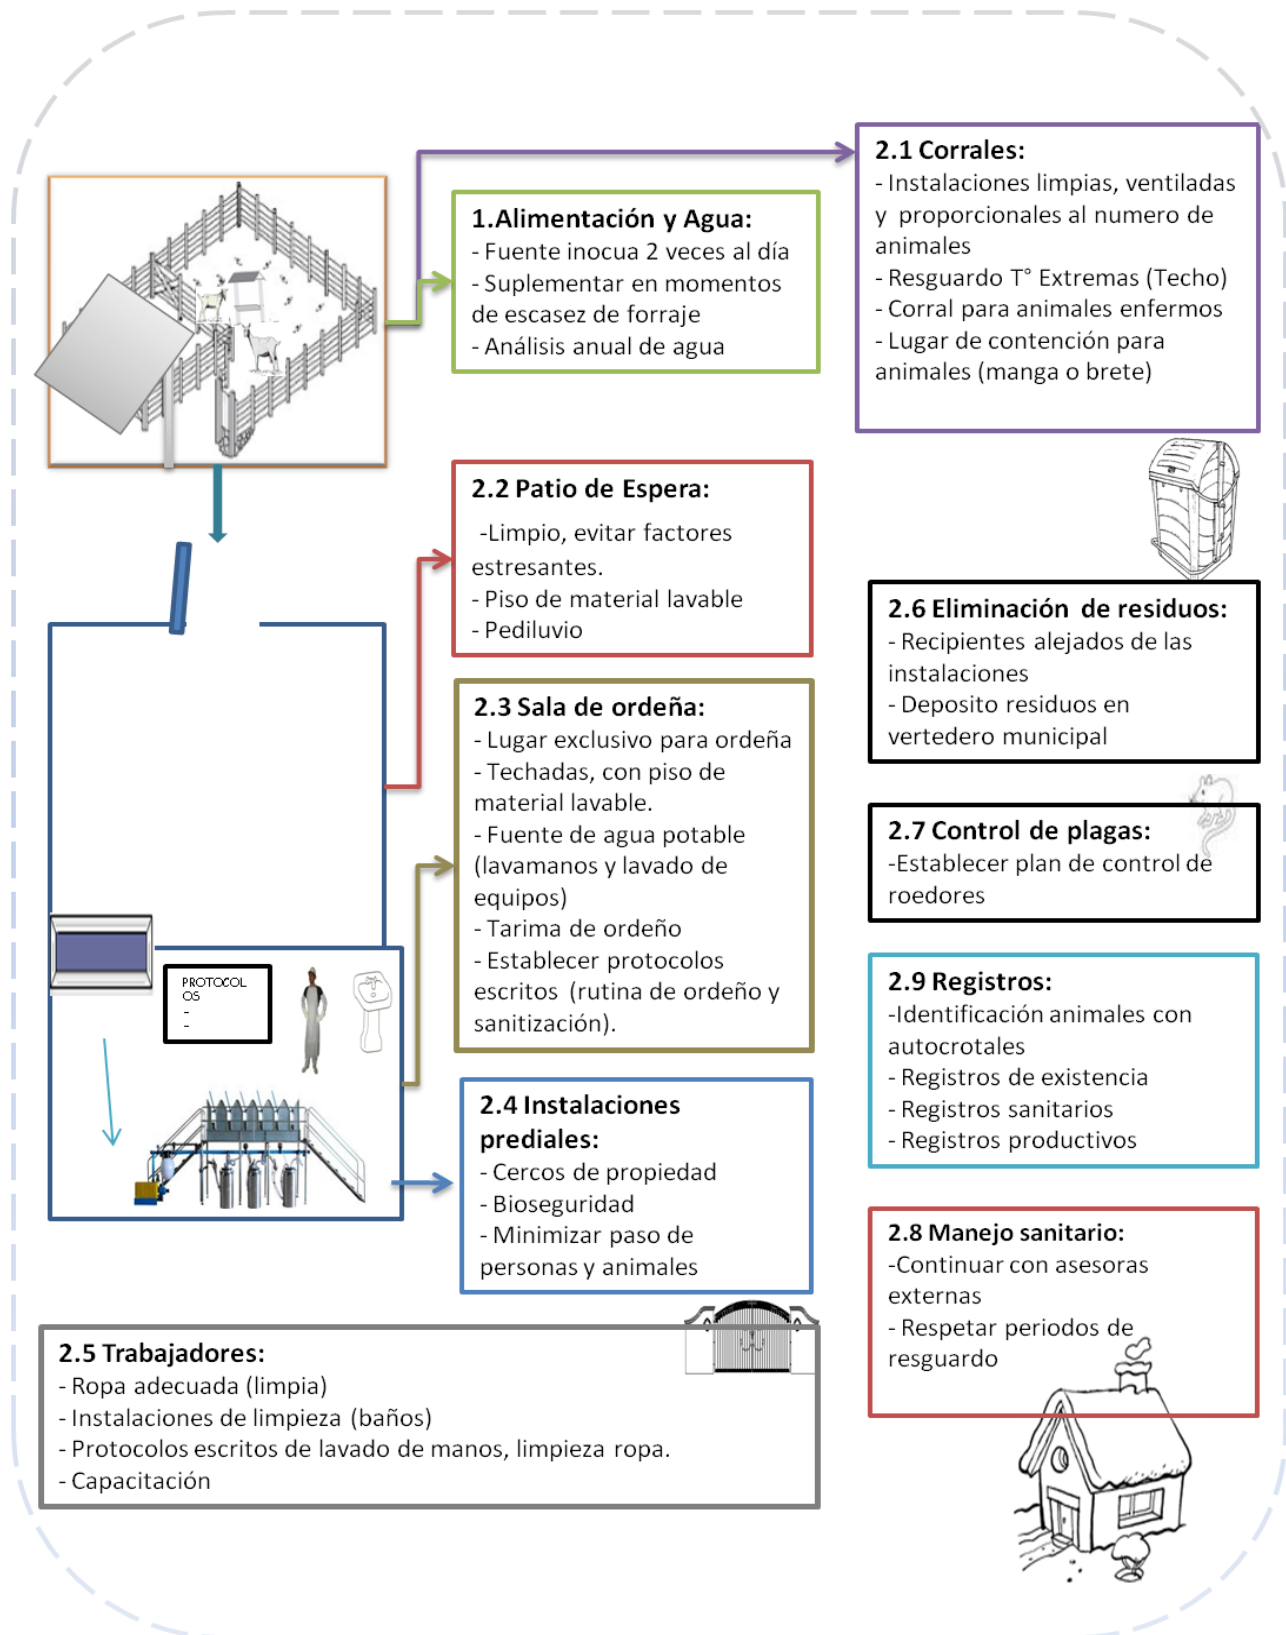 2.1 Corrales:
- Instalaciones limpias, ventiladas
y proporcionales al numero de
animales
- Resguardo T° Extremas (Techo)
- Corral para animales enfermos
- Lugar de contención para
animales (manga o brete)
1.Alimentación y Agua:
- Fuente inocua 2 veces al día
- Suplementar en momentos
de escasez de forraje
- Análisis anual de agua
2.2 Patio de Espera:
-Limpio, evitar factores
estresantes.
- Piso de material lavable
- Pediluvio
2.3 Sala de ordeña:
- Lugar exclusivo para ordeña
- Techadas, con piso de
material lavable.
- Fuente de agua potable
(lavamanos y lavado de
equipos)
- Tarima de ordeño
- Establecer protocolos
escritos (rutina de ordeño y
sanitización).
PROTOCOL
OS
-
-
2.4 Instalaciones
prediales:
- Cercos de propiedad
- Bioseguridad
- Minimizar paso de
personas y animales
2.5 Trabajadores:
- Ropa adecuada (limpia)
- Instalaciones de limpieza (baños)
- Protocolos escritos de lavado de manos, limpieza ropa.
- Capacitación
2.6 Eliminación de residuos:
- Recipientes alejados de las
instalaciones
- Deposito residuos en
vertedero municipal
2.7 Control de plagas:
-Establecer plan de control de
roedores
2.9 Registros:
-Identificación animales con
autocrotales
- Registros de existencia
- Registros sanitarios
- Registros productivos
2.8 Manejo sanitario:
-Continuar con asesoras
externas
- Respetar periodos de
resguardo